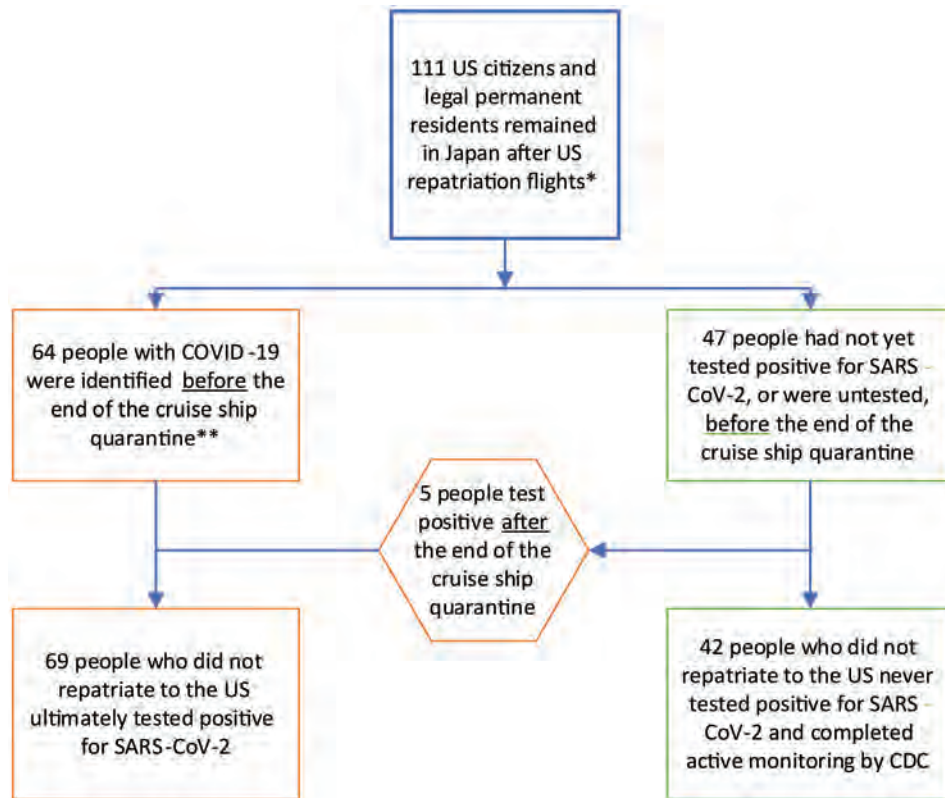 111 US citizens and
legal permanent
residents remained
in Japan after US
repatriation flights*
64 people with COVID-19
were identified before the
end of the cruise ship
quarantine**
47 people had not yet
tested positive for SARS-
CoV-2, or were untested,
before the end of the
cruise ship quarantine
5 people test
positive after
the end of the
cruise ship
quarantine
69 people who did not
repatriate to the US
ultimately tested positive
for SARS-CoV-2
42 people who did not
repatriate to the US never
tested positive for SARS-
CoV-2 and completed
active monitoring by CDC